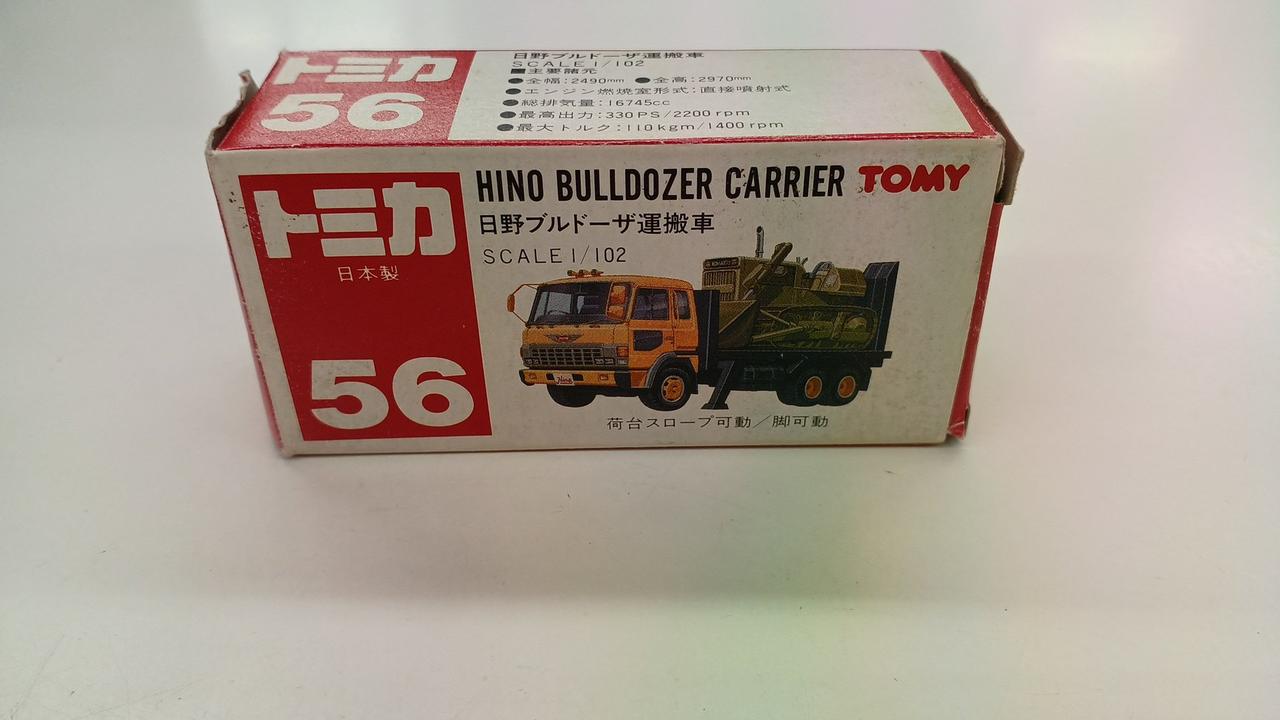 トミカ
56
日野ブルドーザ運搬車
SCALE 1/102
■主要諸元
●全幅:2490mm ●全高:2970mm
●エンジン燃焼室形式:直接噴射式
●総排気量:16745cc
●最高出力:330PS/2200rpm
●最大トルク:110kgm/1400rpm
トミカ
日本製
56
HINO BULLDOZER CARRIER TOMY
日野ブルドーザ運搬車
SCALE 1/102
KOMATSU
Hino
荷台スロープ可動/脚可動